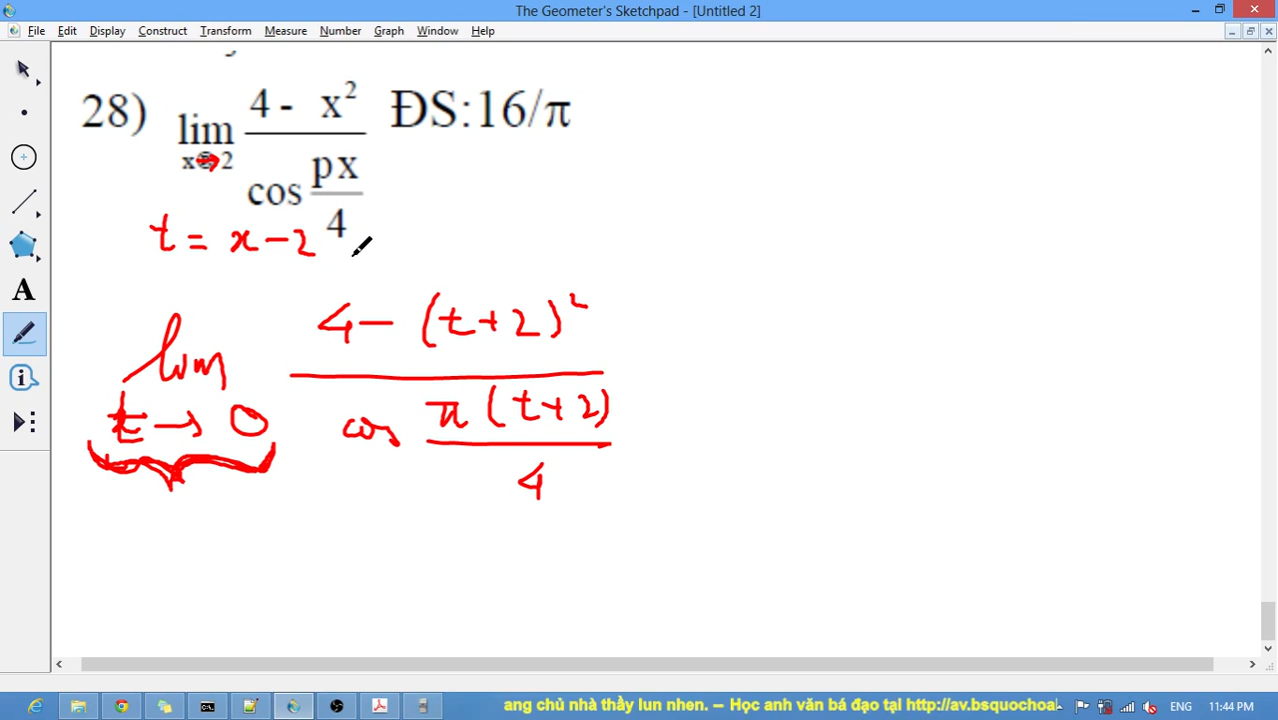 The Geometer's Sketchpad - [Untitled 2]
File Edit Display Construct Transform Measure Number Graph Window Help
28) lim 4 - x² ĐS:16/π
x → 2
cos px
4
t = x − 2
4 − (t+2)²
lim
t → 0 cos π (t+2)
4
A
ang chủ nhà thầy lun nhen. -- Học anh văn bá đạo tại http://av.bsquochoa
ENG 11:44 PM